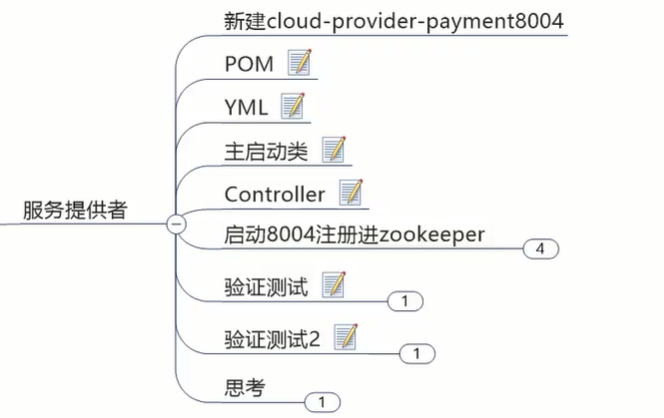 新建cloud-provider-payment8004
POM
YML
主启动类
Controller
服务提供者
启动8004注册进zookeeper
4
验证测试
1
验证测试2
1
思考
1